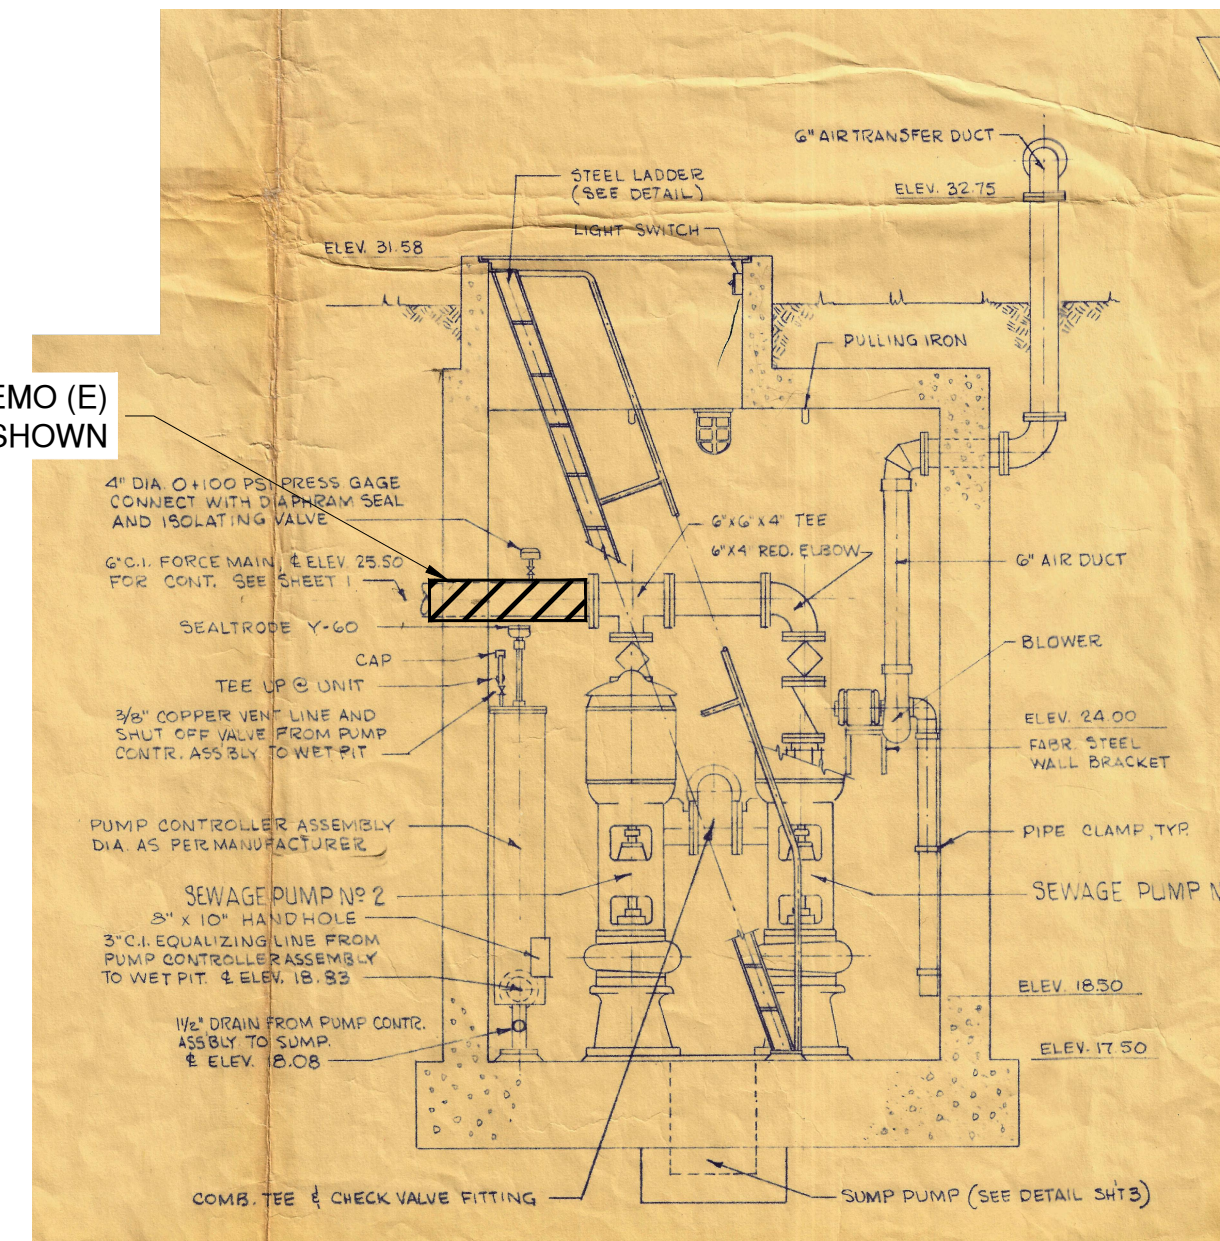 6" AIR TRANSFER DUCT
STEEL LADDER
(SEE DETAIL)
ELEV. 32.75
LIGHT SWITCH
ELEV. 31.58
PULLING IRON
EMO (E)
SHOWN
4" DIA. 0+100 PSI PRESS. GAGE
CONNECT WITH DIAPHRAM SEAL
AND ISOLATING VALVE
6"X6"X4" TEE
6"X4" RED. ELBOW
6" C.I. FORCE MAIN, ℄ ELEV 25.50
FOR CONT. SEE SHEET 1
6" AIR DUCT
SEALTRODE Y-60
BLOWER
CAP
TEE UP @ UNIT
3/8" COPPER VENT LINE AND
SHUT OFF VALVE FROM PUMP
CONTR. ASS'BLY TO WET PIT
ELEV. 24.00
FABR. STEEL
WALL BRACKET
PUMP CONTROLLER ASSEMBLY
DIA. AS PER MANUFACTURER
PIPE CLAMP, TYP.
SEWAGE PUMP Nº 2
SEWAGE PUMP N
8" X 10" HANDHOLE
3" C.I. EQUALIZING LINE FROM
PUMP CONTROLLER ASSEMBLY
TO WET PIT. ℄ ELEV. 18.83
ELEV. 18.50
1½" DRAIN FROM PUMP CONTR.
ASS'BLY TO SUMP.
℄ ELEV. 18.08
ELEV. 17.50
COMB. TEE & CHECK VALVE FITTING
SUMP PUMP (SEE DETAIL SHT 3)